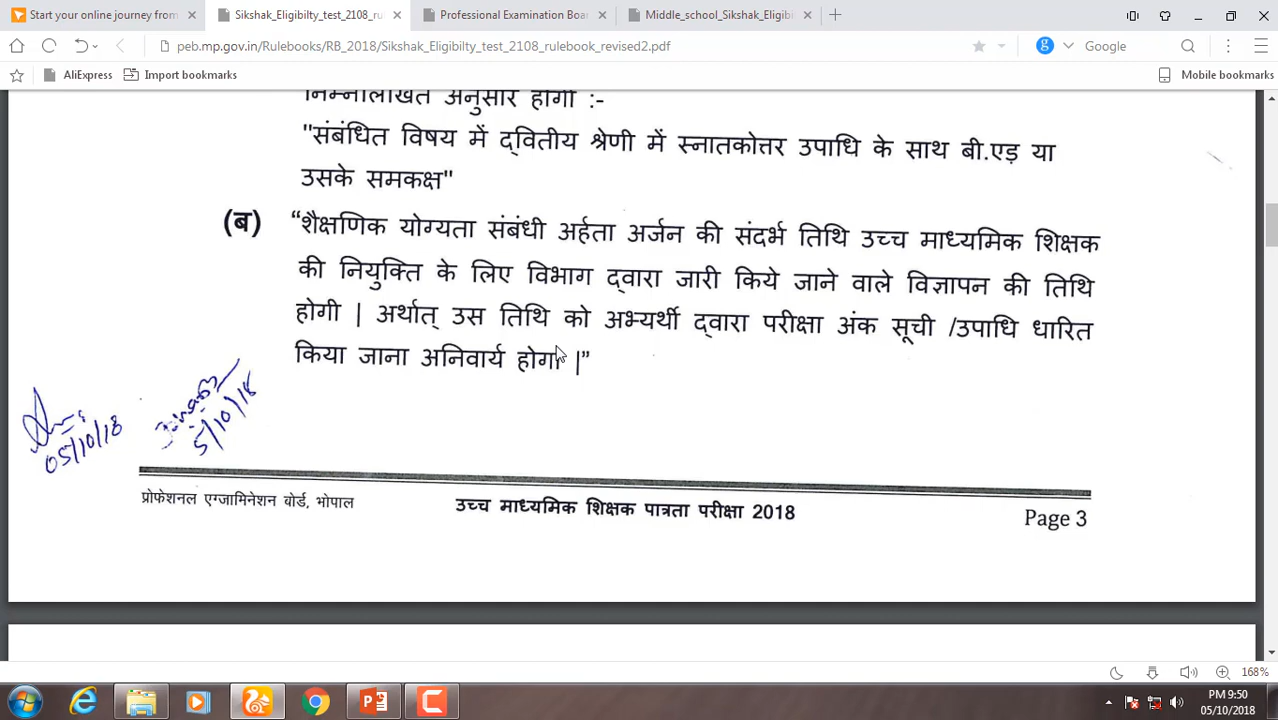 Start your online journey from
Sikshak_Eligibilty_test_2108_ru
Professional Examination Boa
Middle_school_Sikshak_Eligibi
peb.mp.gov.in/Rulebooks/RB_2018/Sikshak_Eligibilty_test_2108_rulebook_revised2.pdf
Google
AliExpress
Import bookmarks
Mobile bookmarks
निम्नलिखित अनुसार होगी :-
"संबंधित विषय में द्वितीय श्रेणी में स्नातकोत्तर उपाधि के साथ बी.एड़ या
उसके समकक्ष"
(ब) “शैक्षणिक योग्यता संबंधी अर्हता अर्जन की संदर्भ तिथि उच्च माध्यमिक शिक्षक
की नियुक्ति के लिए विभाग द्वारा जारी किये जाने वाले विज्ञापन की तिथि
होगी | अर्थात् उस तिथि को अभ्यर्थी द्वारा परीक्षा अंक सूची /उपाधि धारित
किया जाना अनिवार्य होगा |”
05/10/18
5/10/18
प्रोफेशनल एग्जामिनेशन बोर्ड, भोपाल
उच्च माध्यमिक शिक्षक पात्रता परीक्षा 2018
Page 3
168%
PM 9:50
05/10/2018